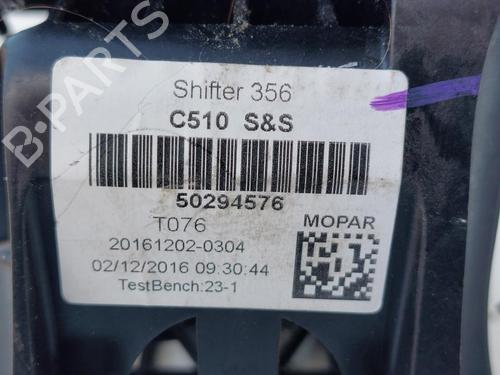 Shifter 356
C510 S&S
50294576
T076
MOPAR
20161202-0304
02/12/2016 09:30:44
TestBench:23-1
B-PARTS